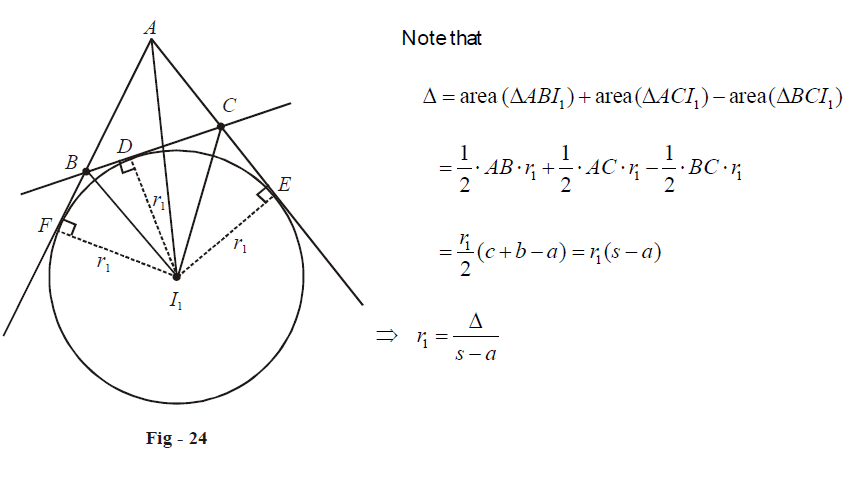 A
C
D
B
E
F
r₁
r₁
r₁
I₁
Fig - 24
Note that
Δ = area (ΔABI₁) + area(ΔACI₁) − area(ΔBCI₁)
= 1/2 · AB · r₁ + 1/2 · AC · r₁ − 1/2 · BC · r₁
= r₁/2 (c + b − a) = r₁(s − a)
⇒ r₁ = Δ/(s − a)